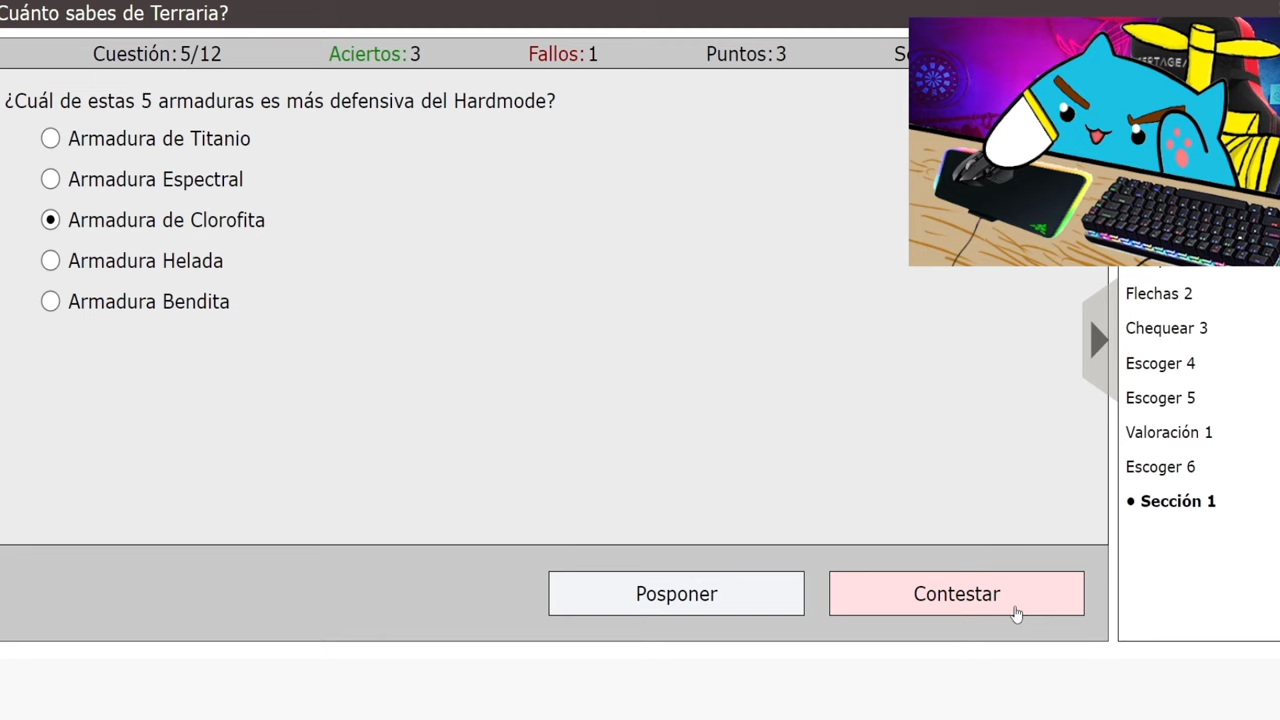 Cuánto sabes de Terraria?
Cuestión: 5/12 Aciertos: 3 Fallos: 1 Puntos: 3
¿Cuál de estas 5 armaduras es más defensiva del Hardmode?
Armadura de Titanio
Armadura Espectral
Armadura de Clorofita
Armadura Helada
Armadura Bendita
Posponer
Contestar
Flechas 2
Chequear 3
Escoger 4
Escoger 5
Valoración 1
Escoger 6
• Sección 1